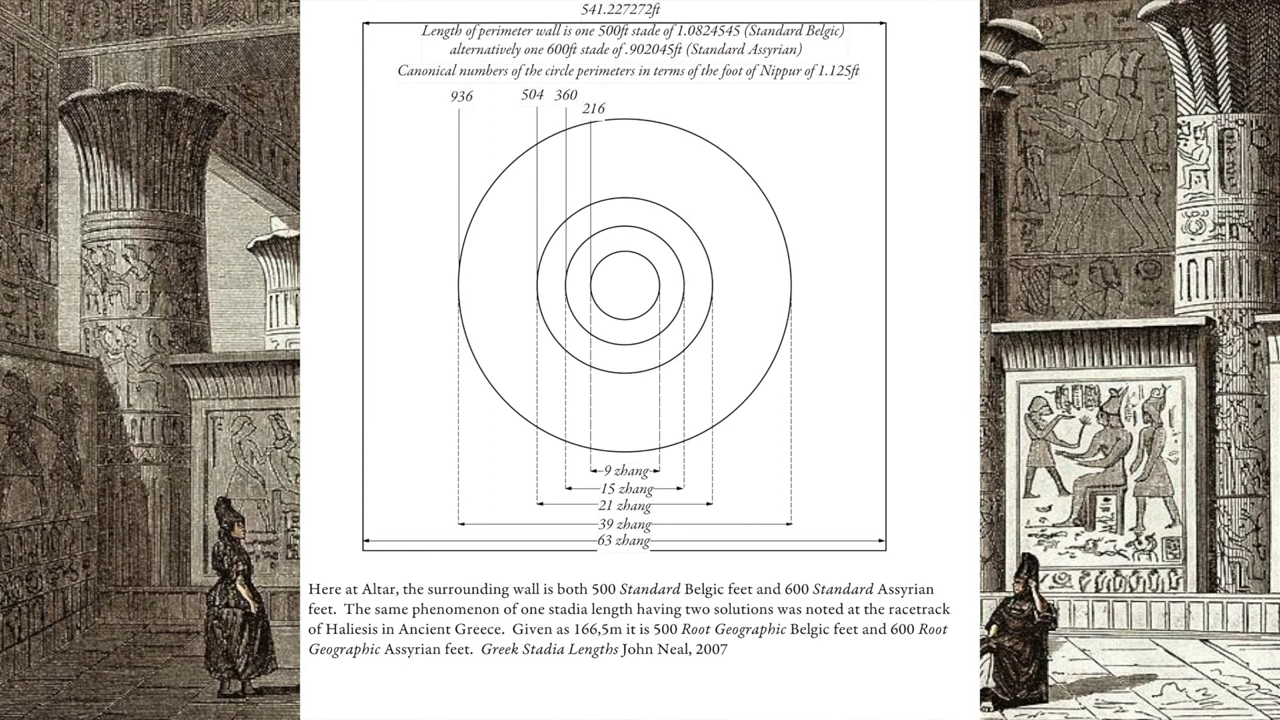 541.227272ft
Length of perimeter wall is one 500ft stade of 1.0824545 (Standard Belgic)
alternatively one 600ft stade of .902045ft (Standard Assyrian)
Canonical numbers of the circle perimeters in terms of the foot of Nippur of 1.125ft
936 504 360
216
9 zhang
15 zhang
21 zhang
39 zhang
63 zhang
Here a Altar, the surrounding wall is both 500 Standard Belgic feet and 600 Standard Assyrian
feet. The same phenomenon of one stadia length having two solutions was noted at the racetrack
of Haliesis in Ancient Greece. Given as 166,5m it is 500 Root Geographic Belgic feet and 600 Root
Geographic Assyrian feet. Greek Stadia Lengths John Neal, 2007